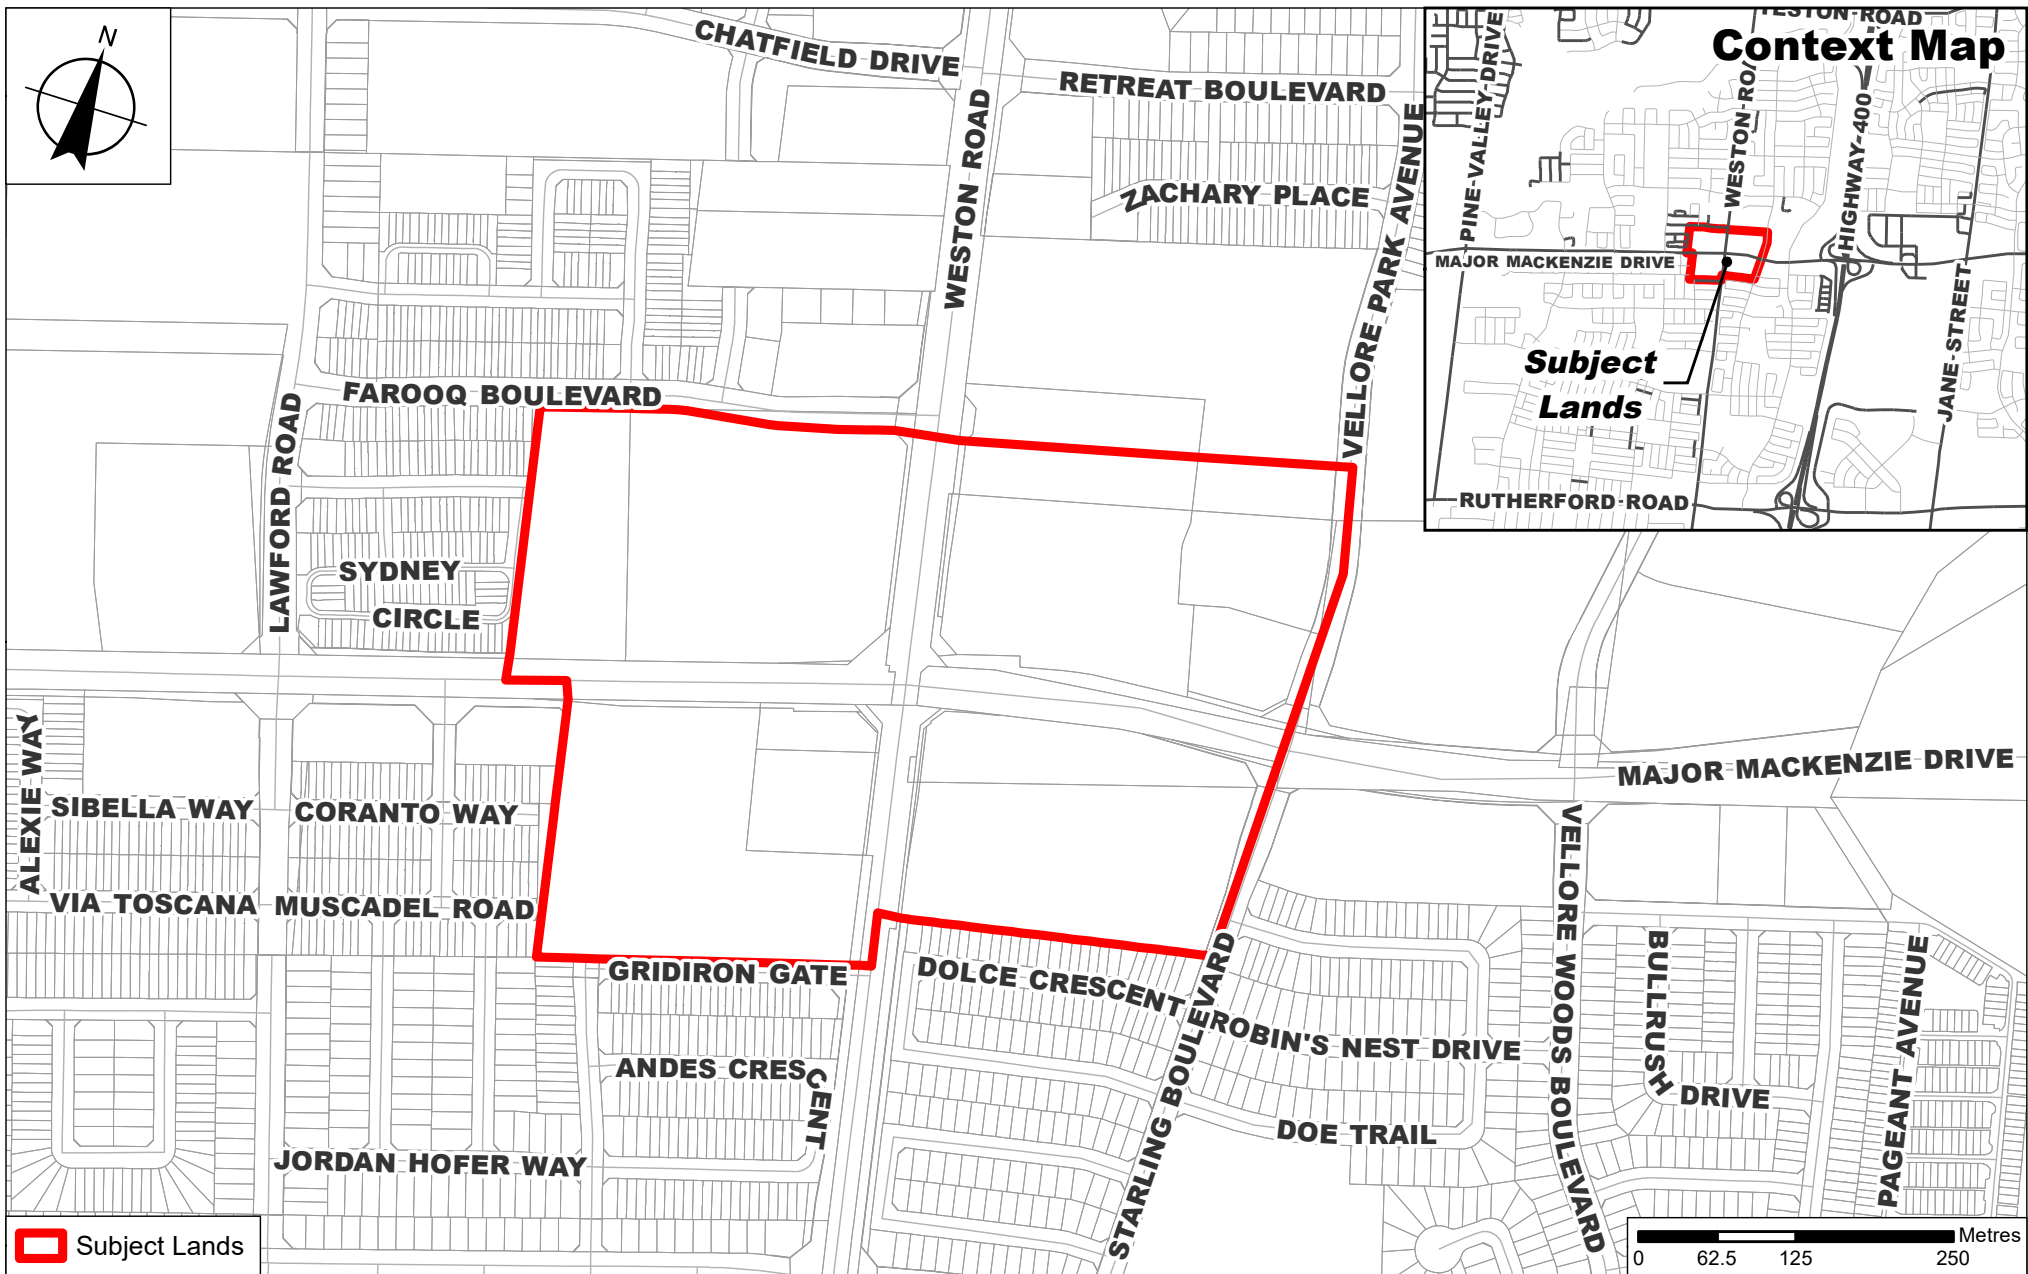 N
CHATFIELD DRIVE
RETREAT BOULEVARD
ZACHARY PLACE
WESTON ROAD
VELLORE PARK AVENUE
FAROOQ BOULEVARD
LAWFORD ROAD
SYDNEY
CIRCLE
MAJOR MACKENZIE DRIVE
ALEXIE WAY
SIBELLA WAY
CORANTO WAY
VIA TOSCANA
MUSCADEL ROAD
GRIDIRON GATE
DOLCE CRESCENT
ROBIN'S NEST DRIVE
ANDES CRESCENT
STARLING BOULEVARD
DOE TRAIL
VELLORE WOODS BOULEVARD
BULLRUSH DRIVE
PAGEANT AVENUE
JORDAN HOFER WAY
Context Map
TESTON-ROAD
PINE-VALLEY-DRIVE
WESTON-ROAD
HIGHWAY-400
MAJOR MACKENZIE DRIVE
JANE-STREET
Subject
Lands
RUTHERFORD-ROAD
Subject Lands
Metres
0 62.5 125 250